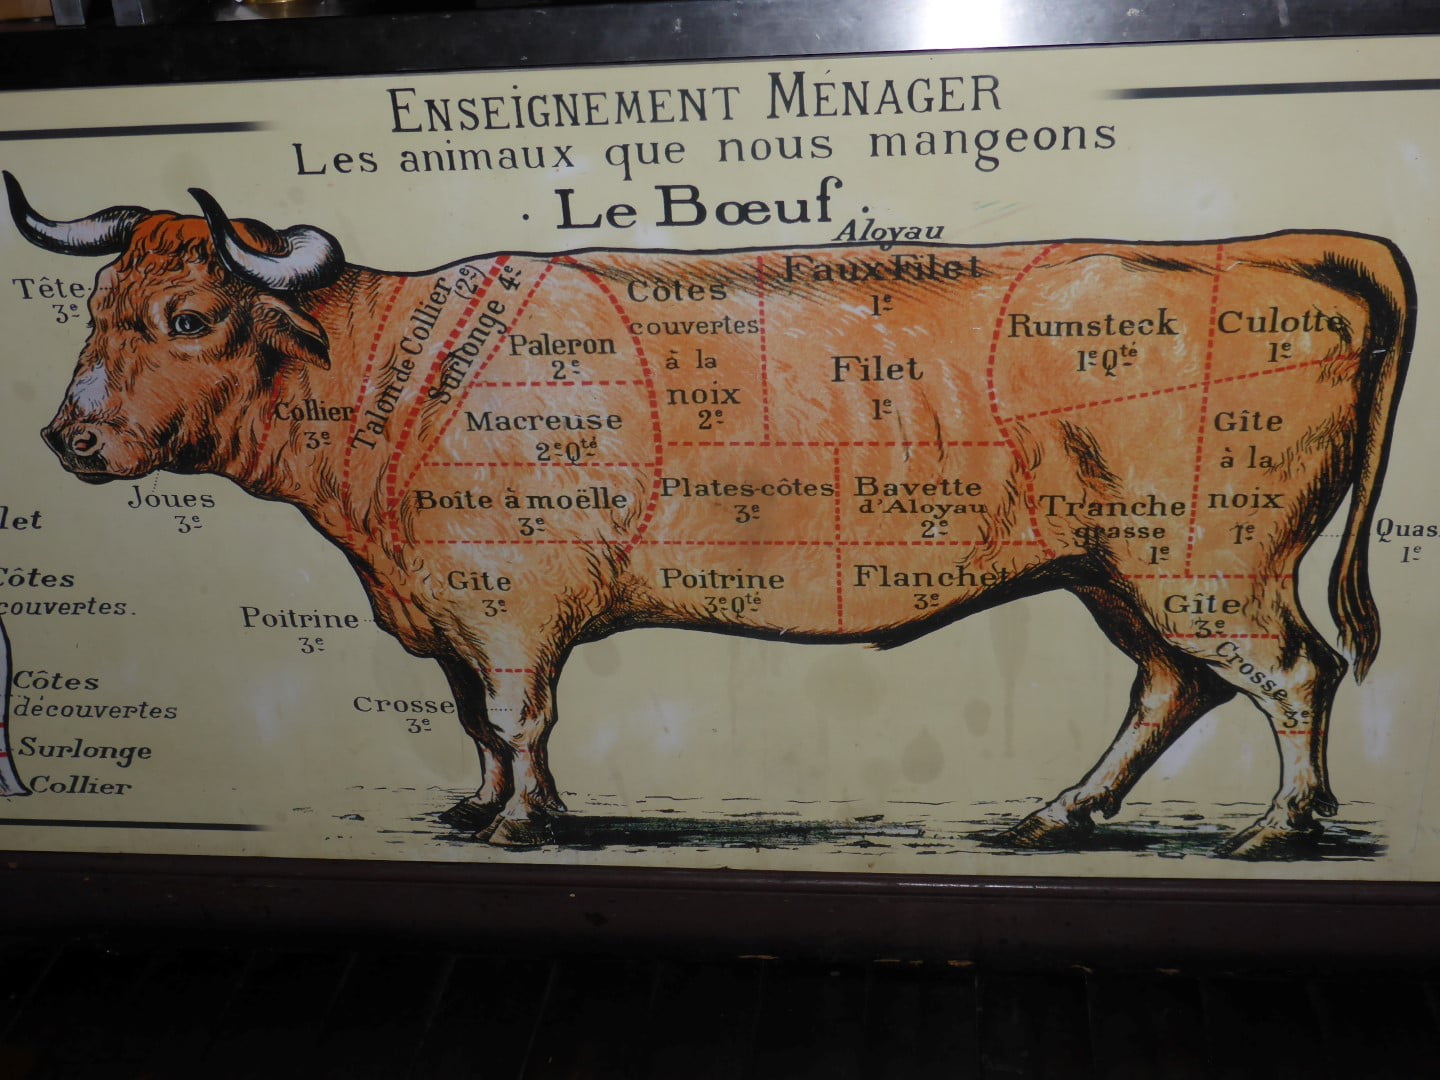 ENSEIGNEMENT MÉNAGER
Les animaux que nous mangeons
· Le Bœuf ·
Aloyau
Tête
3e
Joues
3e
Collier
3e
Talon de Collier (2e)
Surlonge 4e
Paleron
2e
Macreuse
2e Qté
Boîte à moëlle
3e
Gîte
3e
Côtes
couvertes
à la
noix
2e
Faux Filet
1e
Filet
1e
Rumsteck
1e Qté
Culotte
1e
Gîte
à la
noix
1e
Plates-côtes
3e
Bavette
d'Aloyau
2e
Tranche
grasse
1e
Poitrine
3e Qté
Flanchet
3e
Gîte
3e
Crosse
3e
Quas
1e
Poitrine
3e
Crosse
3e
let
Côtes
couvertes.
Côtes
découvertes
Surlonge
Collier